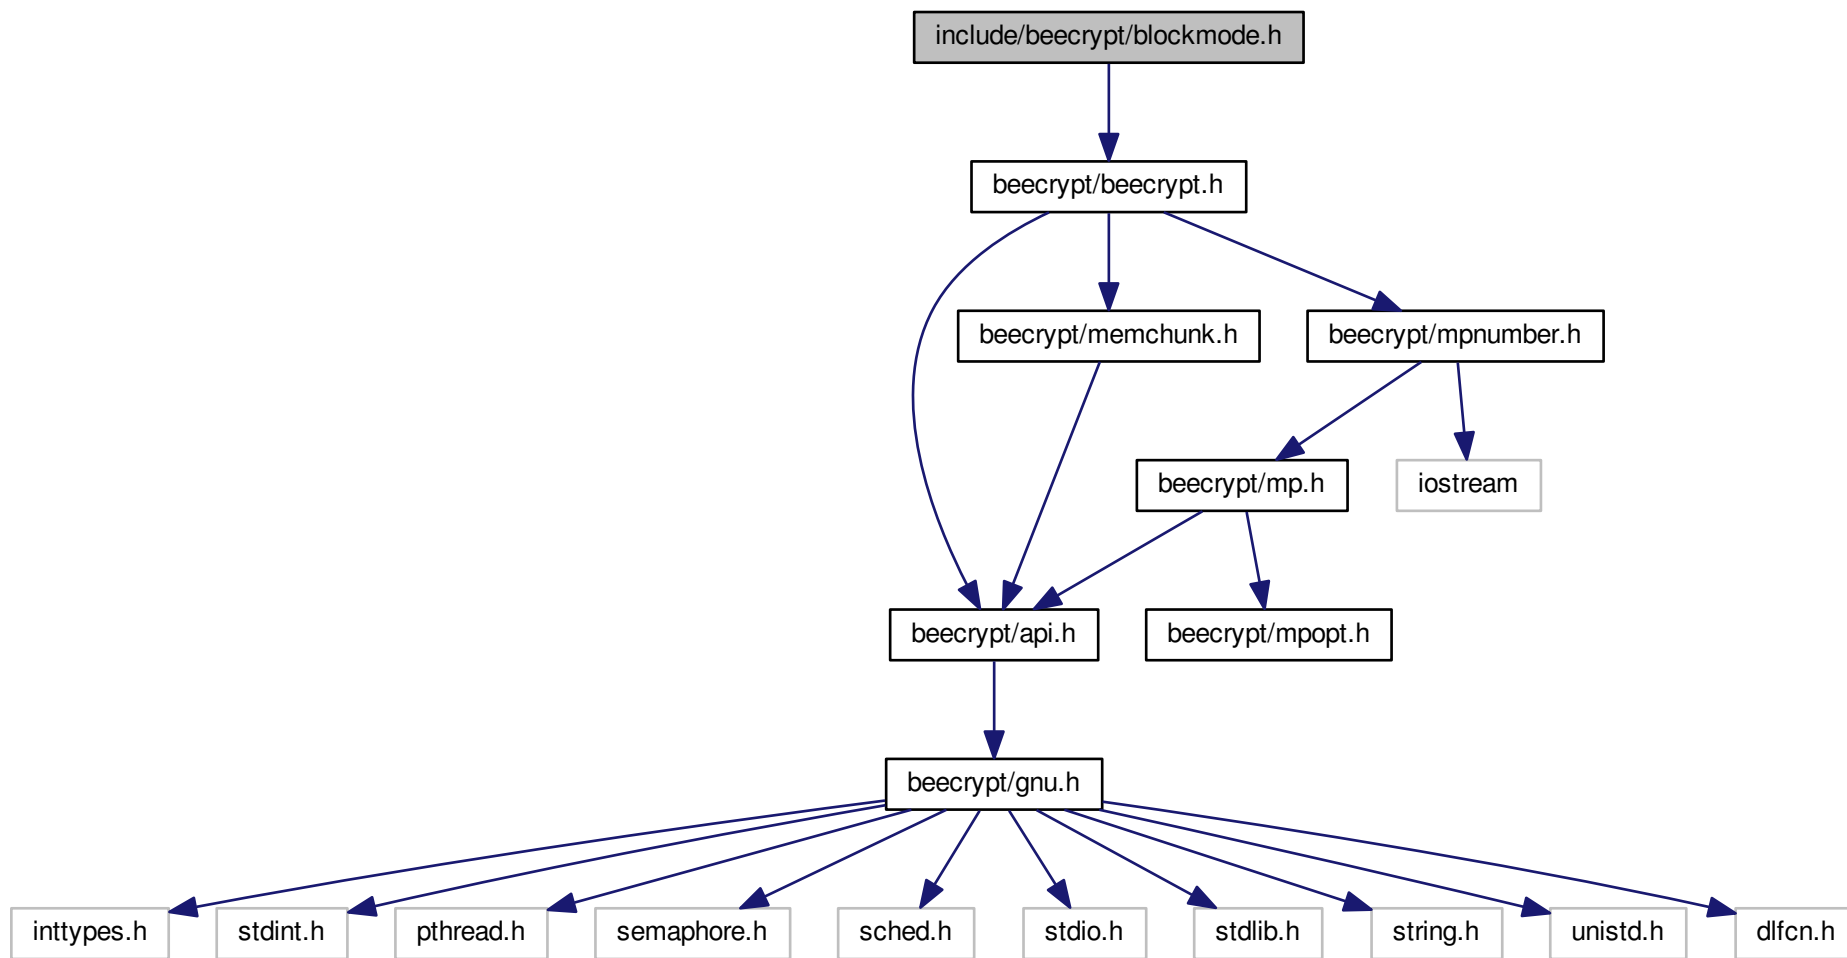 include/beecrypt/blockmode.h
beecrypt/beecrypt.h
beecrypt/memchunk.h
beecrypt/mpnumber.h
beecrypt/mp.h
iostream
beecrypt/api.h
beecrypt/mpopt.h
beecrypt/gnu.h
inttypes.h
stdint.h
pthread.h
semaphore.h
sched.h
stdio.h
stdlib.h
string.h
unistd.h
dlfcn.h